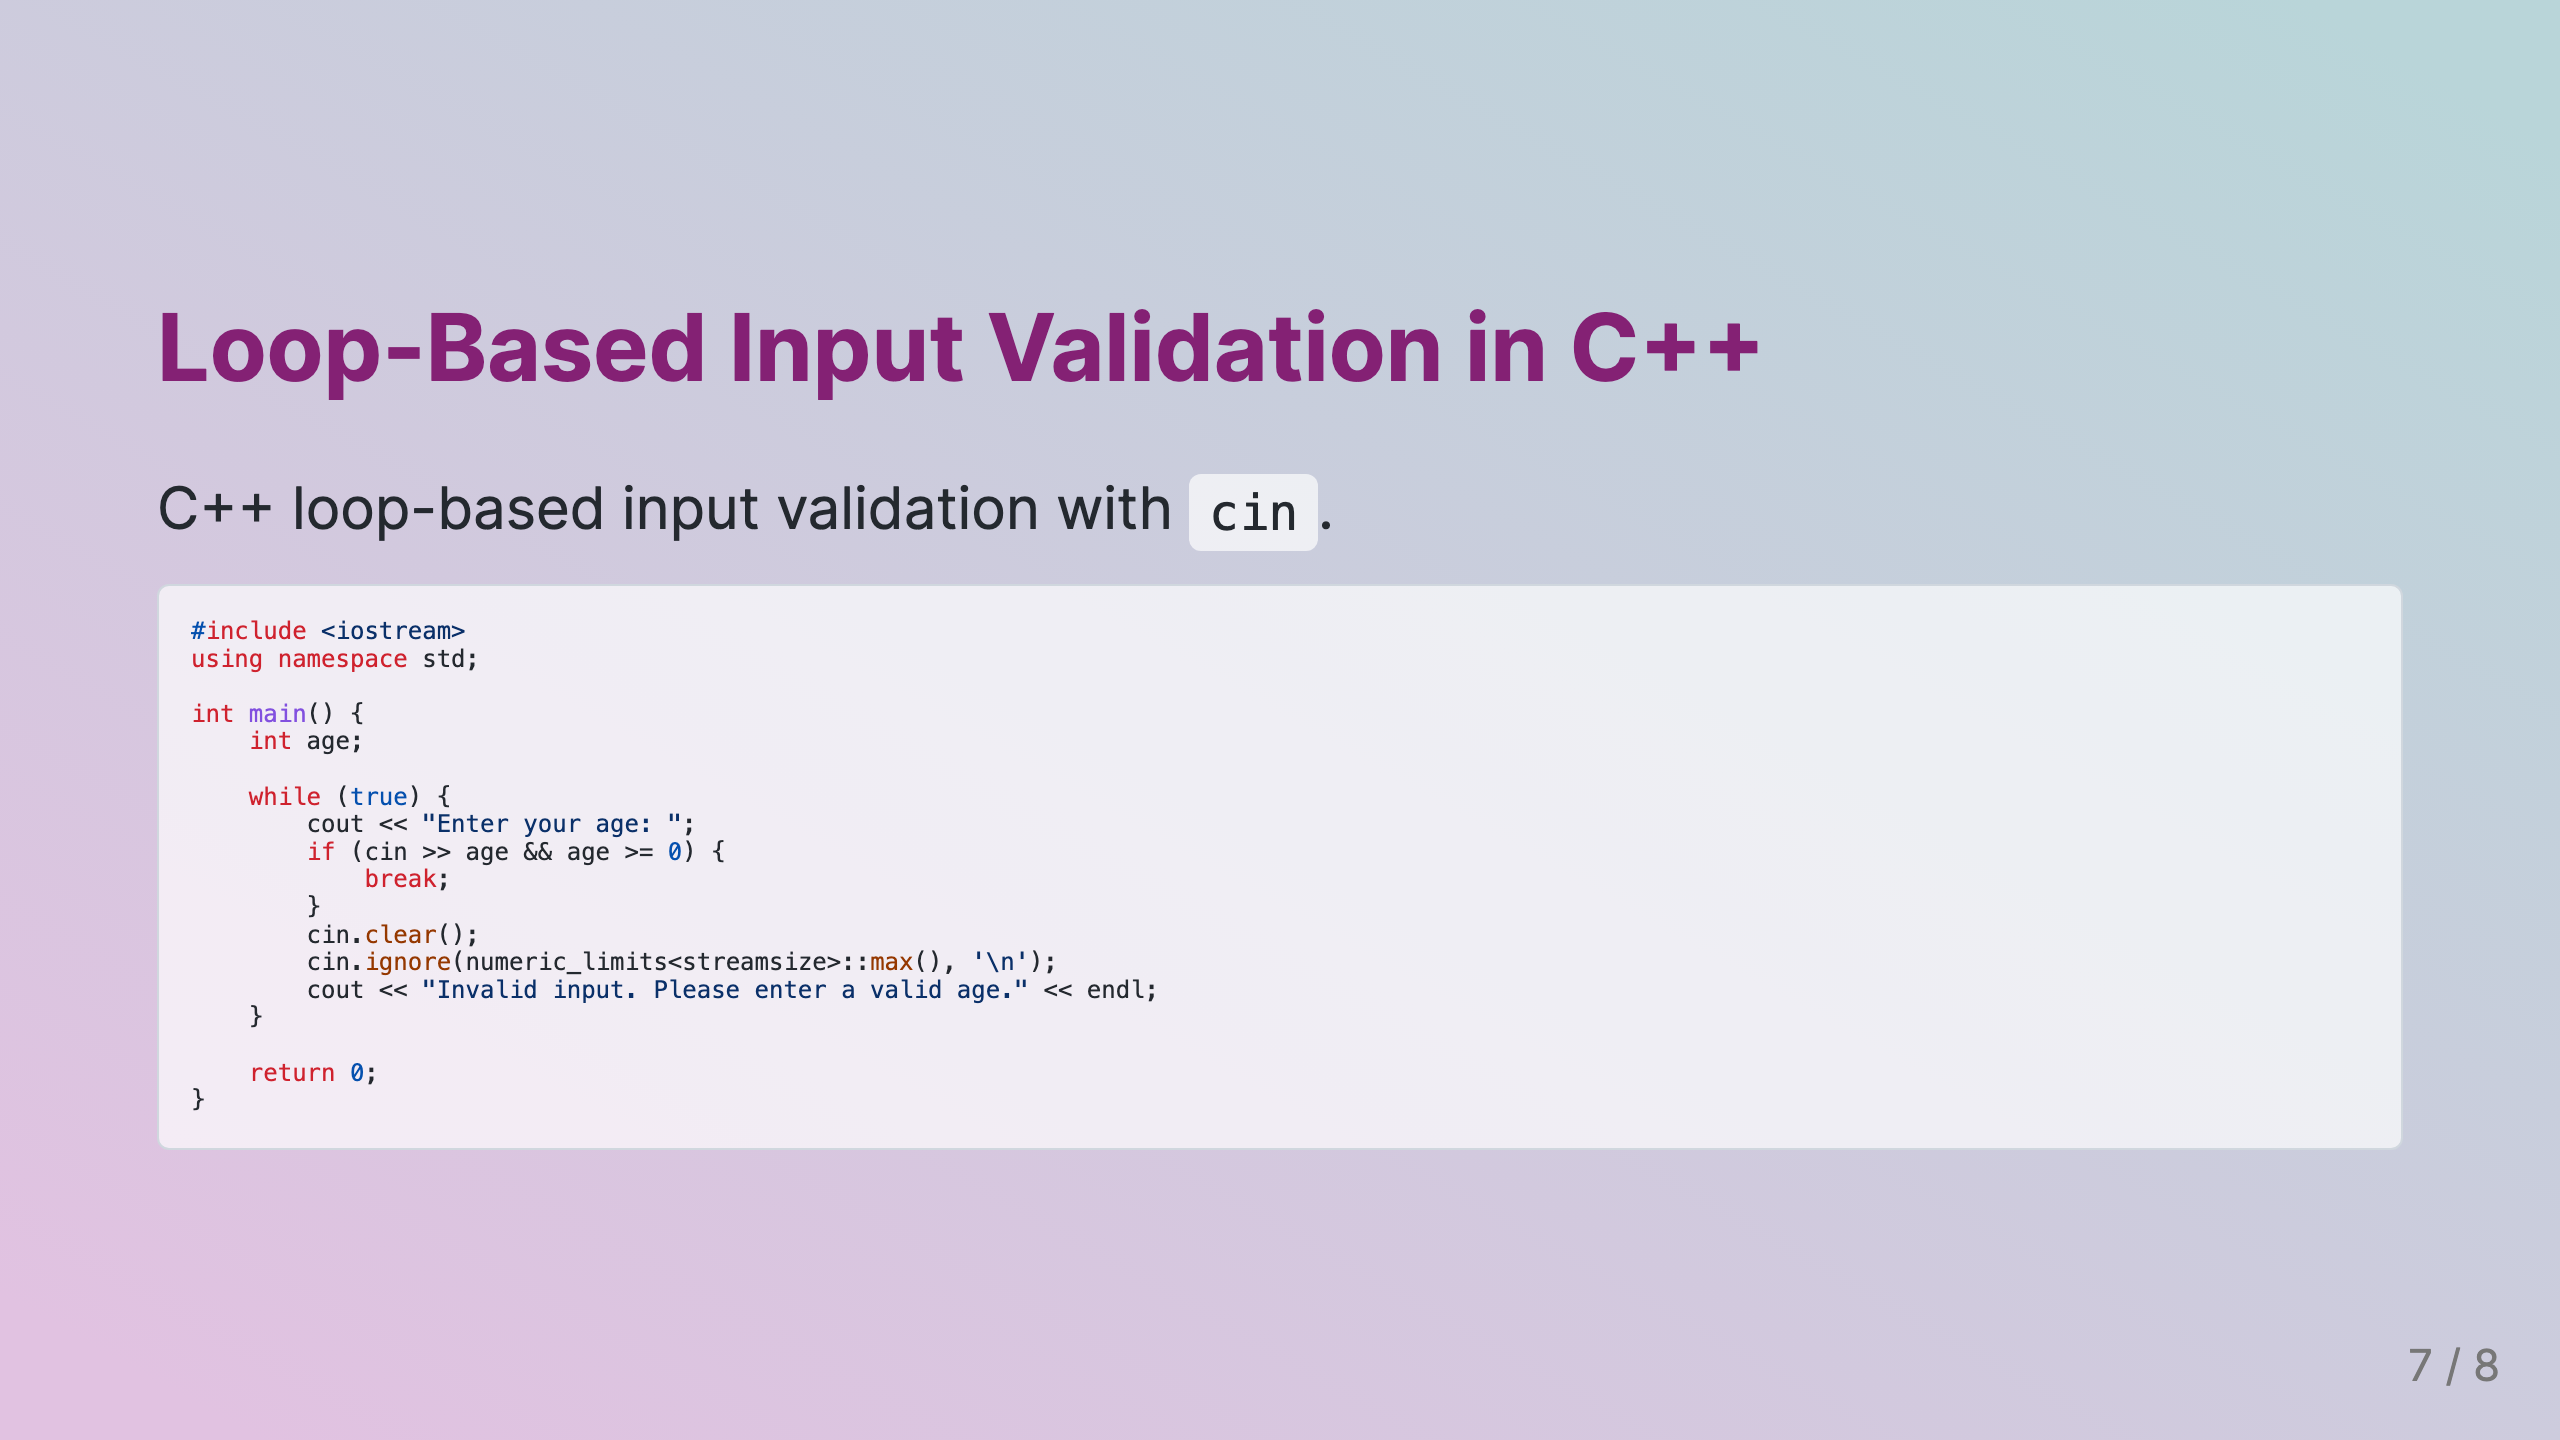 Loop-Based Input Validation in C++
C++ loop-based input validation with cin.
#include <iostream>
using namespace std;

int main() {
    int age;

    while (true) {
        cout << "Enter your age: ";
        if (cin >> age && age >= 0) {
            break;
        }
        cin.clear();
        cin.ignore(numeric_limits<streamsize>::max(), '\n');
        cout << "Invalid input. Please enter a valid age." << endl;
    }

    return 0;
}
7 / 8